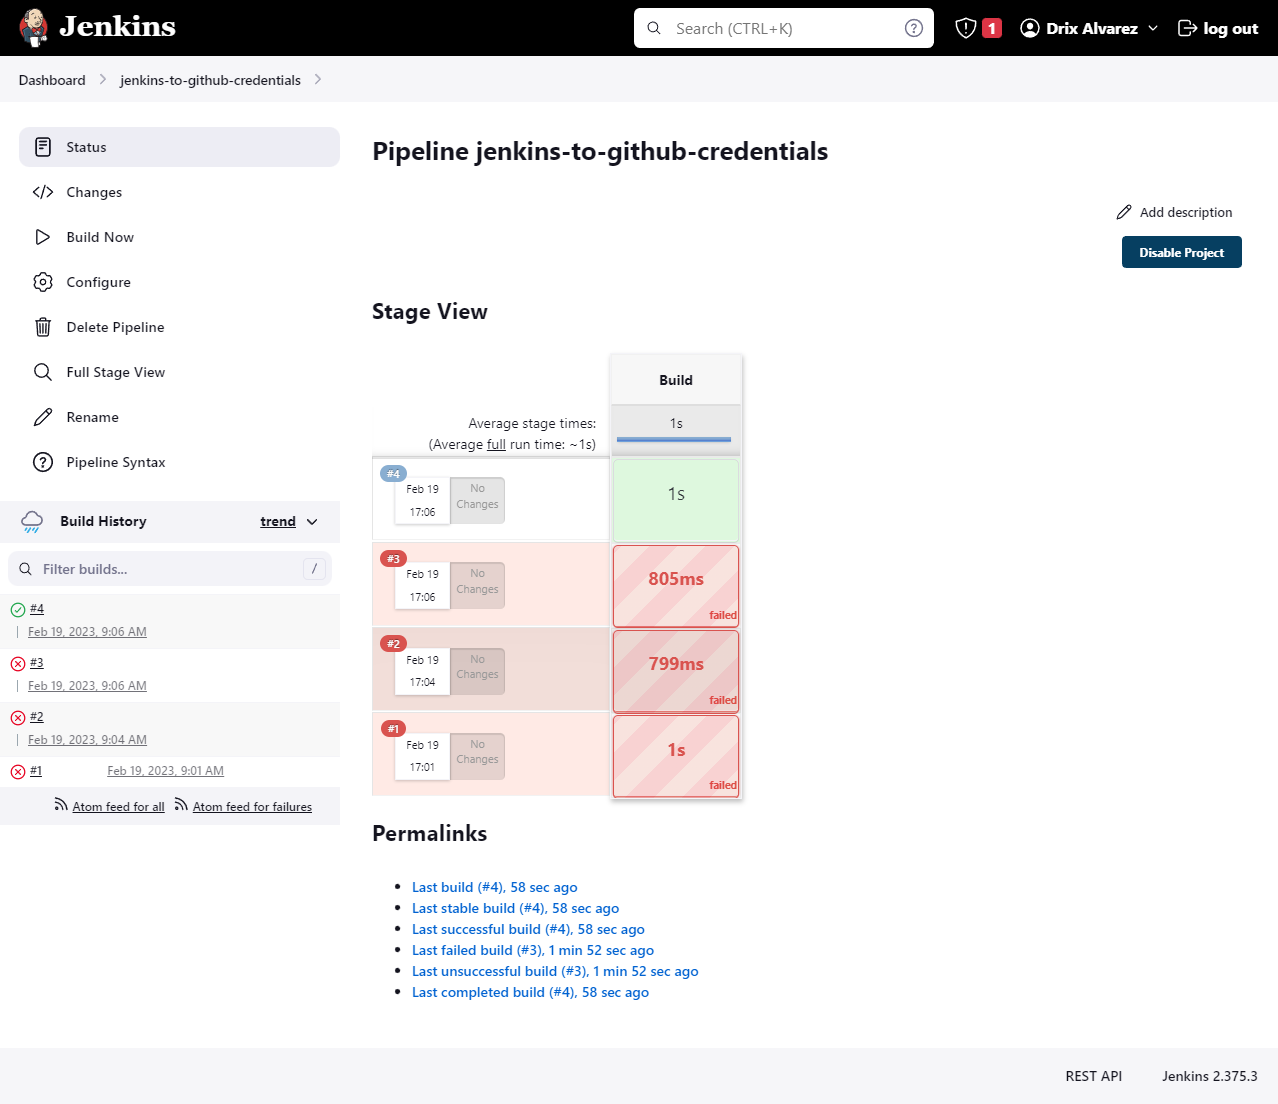 Jenkins
Search (CTRL+K)
1
Drix Alvarez
log out
Dashboard
jenkins-to-github-credentials
Status
Changes
Build Now
Configure
Delete Pipeline
Full Stage View
Rename
Pipeline Syntax
Build History
trend
Filter builds...
/
#4
Feb 19, 2023, 9:06 AM
#3
Feb 19, 2023, 9:06 AM
#2
Feb 19, 2023, 9:04 AM
#1 Feb 19, 2023, 9:01 AM
Atom feed for all Atom feed for failures
Pipeline jenkins-to-github-credentials
Add description
Disable Project
Stage View
Build
Average stage times: 1s
(Average full run time: ~1s)
#4
Feb 19
17:06
No
Changes
1s
#3
Feb 19
17:06
No
Changes
805ms
failed
#2
Feb 19
17:04
No
Changes
799ms
failed
#1
Feb 19
17:01
No
Changes
1s
failed
Permalinks
Last build (#4), 58 sec ago
Last stable build (#4), 58 sec ago
Last successful build (#4), 58 sec ago
Last failed build (#3), 1 min 52 sec ago
Last unsuccessful build (#3), 1 min 52 sec ago
Last completed build (#4), 58 sec ago
REST API
Jenkins 2.375.3